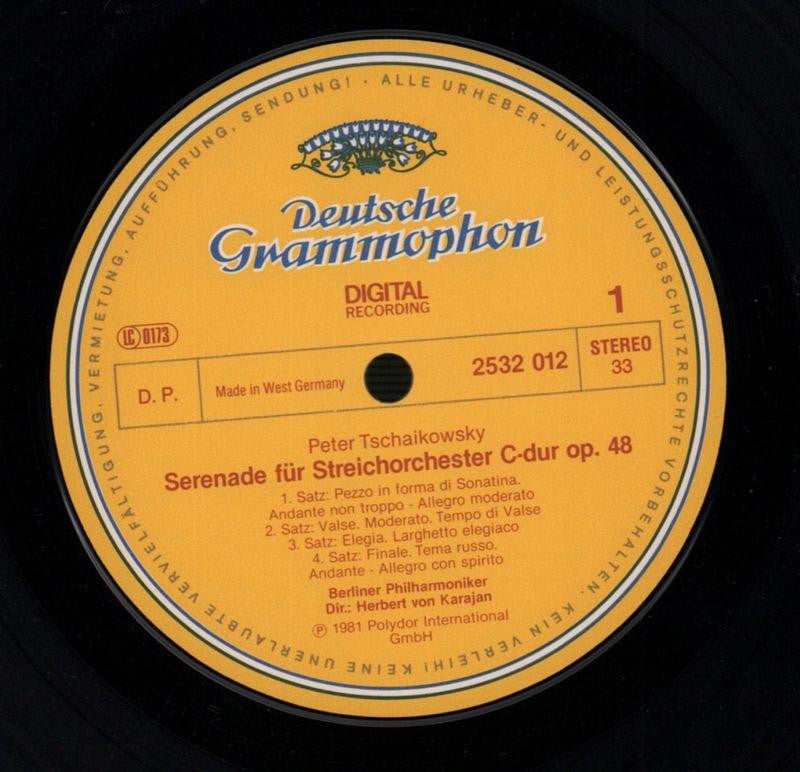 ALLE URHEBER- UND LEISTUNGSSCHUTZRECHTE VORBEHALTEN. KEIN VERLEIH! KEINE UNERLAUBTE VERVIELFÄLTIGUNG, VERMIETUNG, AUFFÜHRUNG, SENDUNG! ·
Deutsche
Grammophon
DIGITAL
RECORDING
1
LC 0173
D. P.
Made in West Germany
2532 012
STEREO
33
Peter Tschaikowsky
Serenade für Streichorchester C-dur op. 48
1. Satz: Pezzo in forma di Sonatina.
Andante non troppo - Allegro moderato
2. Satz: Valse. Moderato. Tempo di Valse
3. Satz: Elegia. Larghetto elegiaco
4. Satz: Finale. Tema russo.
Andante - Allegro con spirito
Berliner Philharmoniker
Dir.: Herbert von Karajan
Ⓟ 1981 Polydor International
GmbH